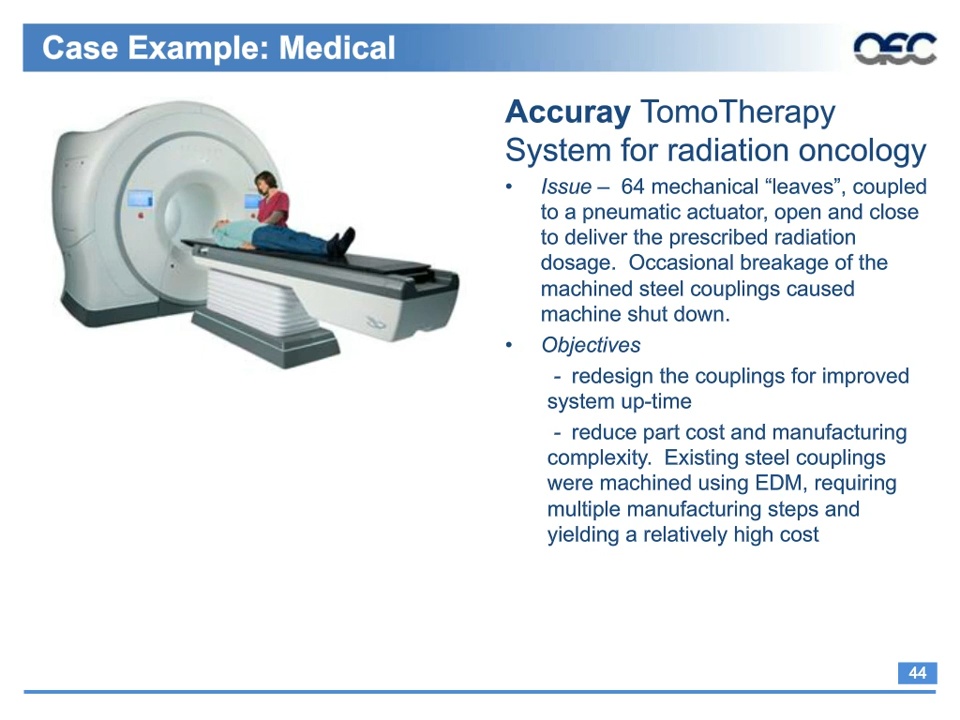 Case Example: Medical
AEC
Accuray TomoTherapy
System for radiation oncology
• Issue – 64 mechanical “leaves”, coupled
to a pneumatic actuator, open and close
to deliver the prescribed radiation
dosage. Occasional breakage of the
machined steel couplings caused
machine shut down.
• Objectives
- redesign the couplings for improved
system up-time
- reduce part cost and manufacturing
complexity. Existing steel couplings
were machined using EDM, requiring
multiple manufacturing steps and
yielding a relatively high cost
44